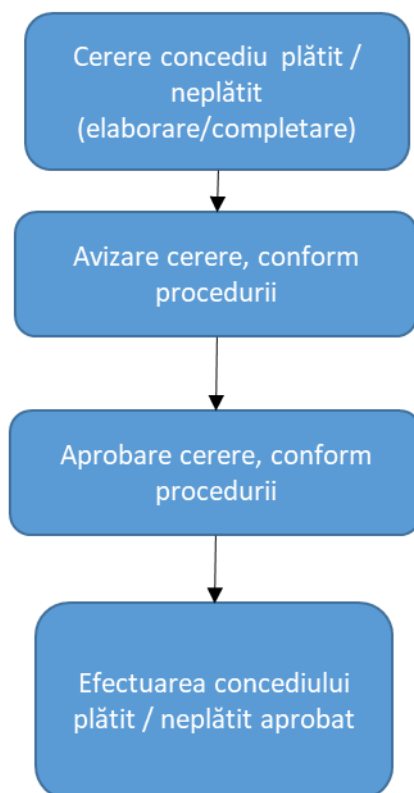 Cerere concediu plătit /
neplătit
(elaborare/completare)
Avizare cerere, conform
procedurii
Aprobare cerere, conform
procedurii
Efectuarea concediului
plătit / neplătit aprobat